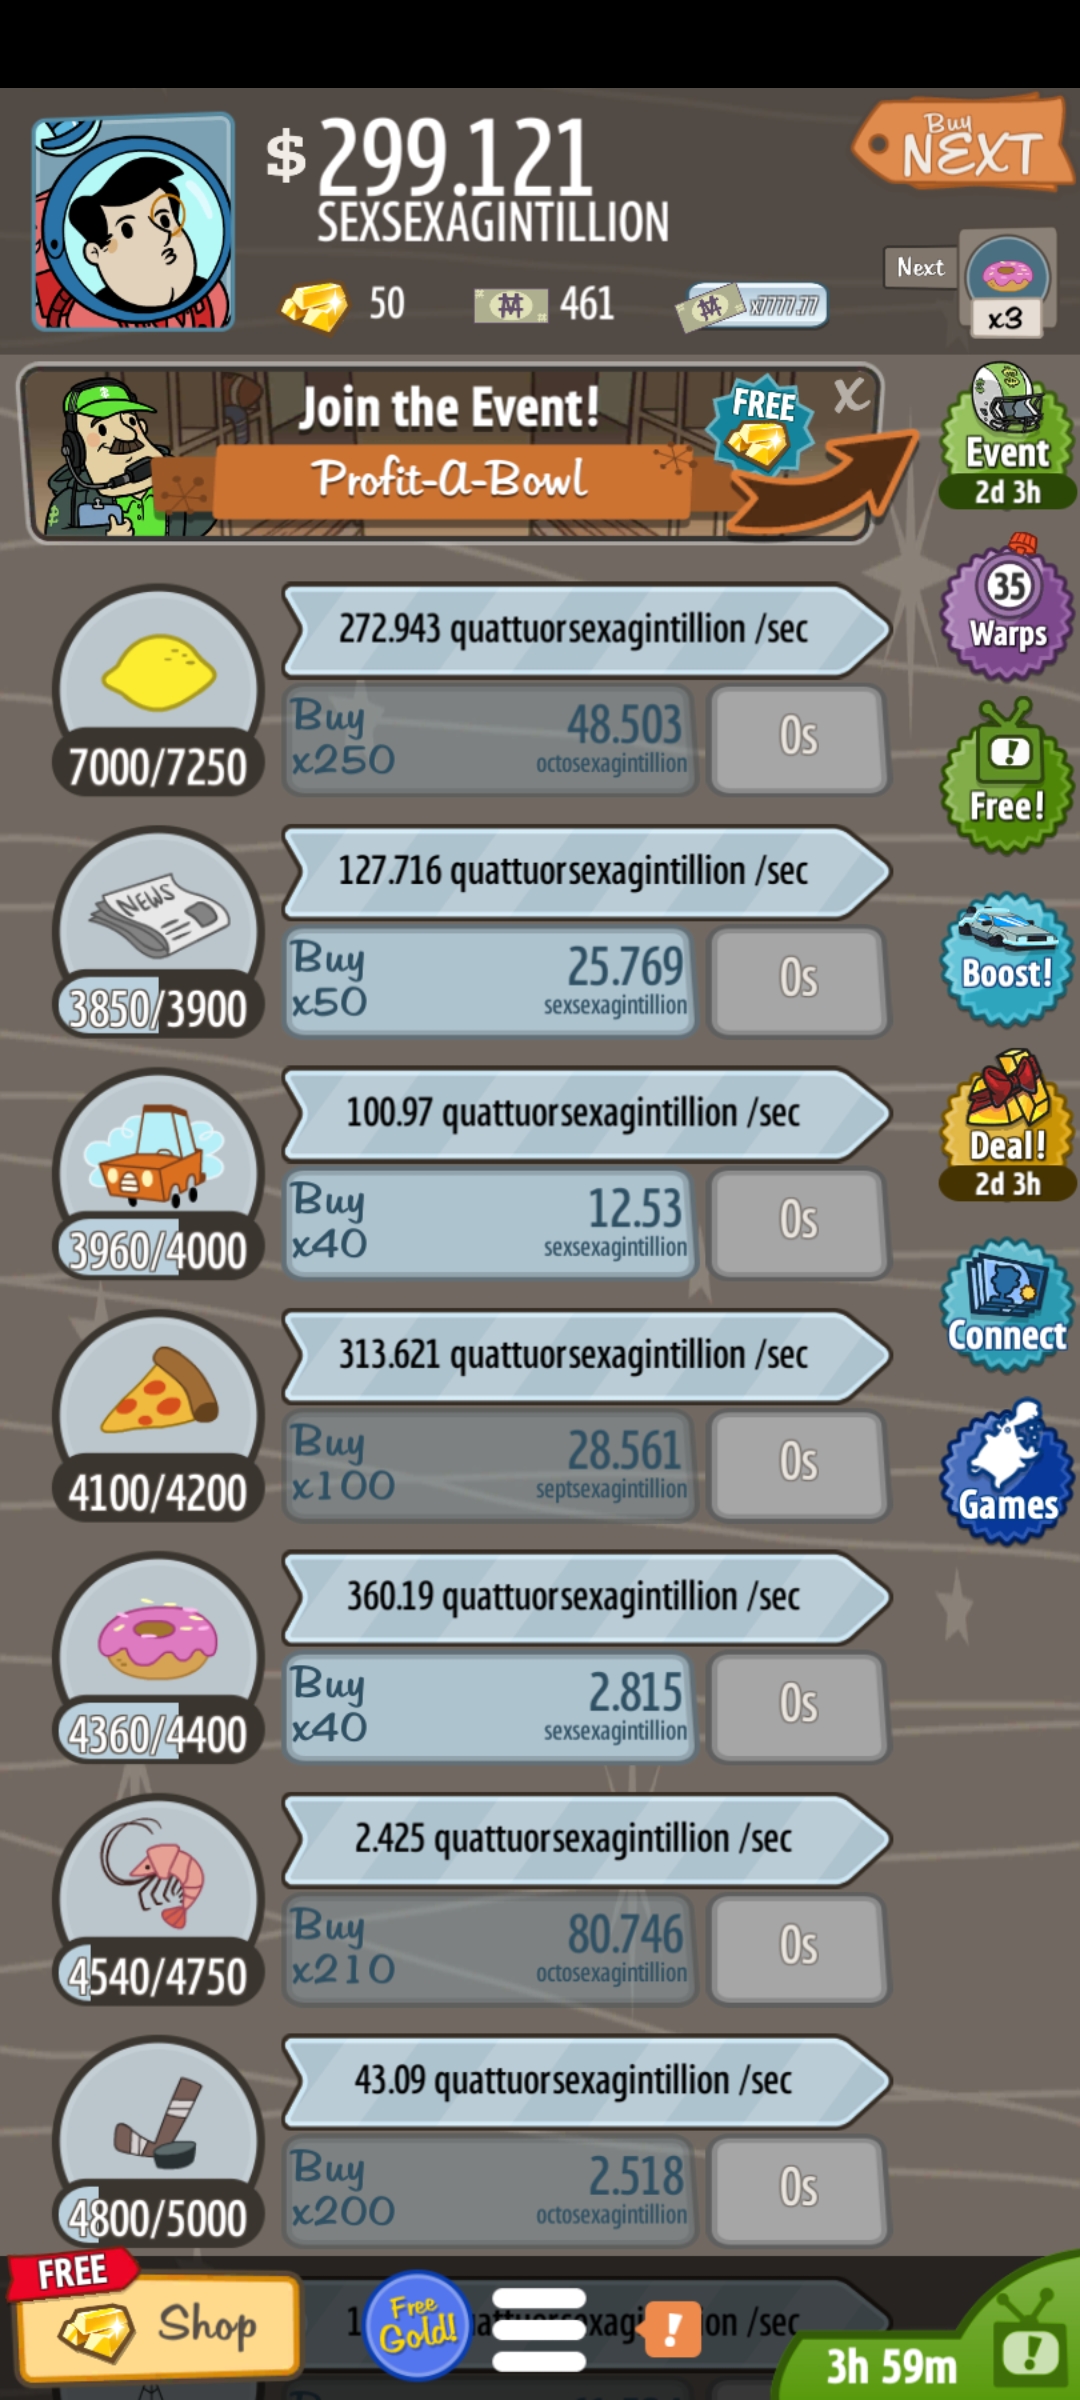 $ 299.121
SEXSEXAGINTILLION
Buy
NEXT
Next
x3
50
461
x7777.77
Join the Event!
Profit-A-Bowl
FREE
X
Event
2d 3h
272.943 quattuorsexagintillion /sec
7000/7250
Buy
x250
48.503
octosexagintillion
0s
35
Warps
Free!
127.716 quattuorsexagintillion /sec
NEWS
3850/3900
Buy
x50
25.769
sexsexagintillion
0s
Boost!
100.97 quattuorsexagintillion /sec
3960/4000
Buy
x40
12.53
sexsexagintillion
0s
Deal!
2d 3h
313.621 quattuorsexagintillion /sec
4100/4200
Buy
x100
28.561
septsexagintillion
0s
Connect
Games
360.19 quattuorsexagintillion /sec
4360/4400
Buy
x40
2.815
sexsexagintillion
0s
2.425 quattuorsexagintillion /sec
4540/4750
Buy
x210
80.746
octosexagintillion
0s
43.09 quattuorsexagintillion /sec
4800/5000
Buy
x200
2.518
octosexagintillion
0s
FREE
Shop
Free
Gold!
!
3h 59m